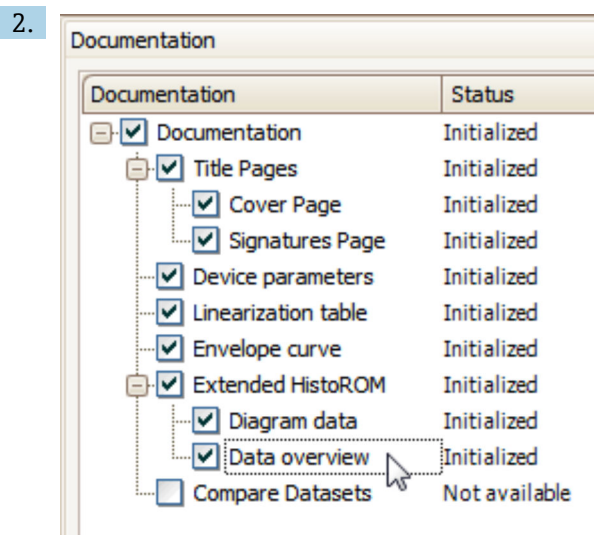 2.
Documentation
Documentation Status
Documentation Initialized
Title Pages Initialized
Cover Page Initialized
Signatures Page Initialized
Device parameters Initialized
Linearization table Initialized
Envelope curve Initialized
Extended HistoROM Initialized
Diagram data Initialized
Data overview Initialized
Compare Datasets Not available